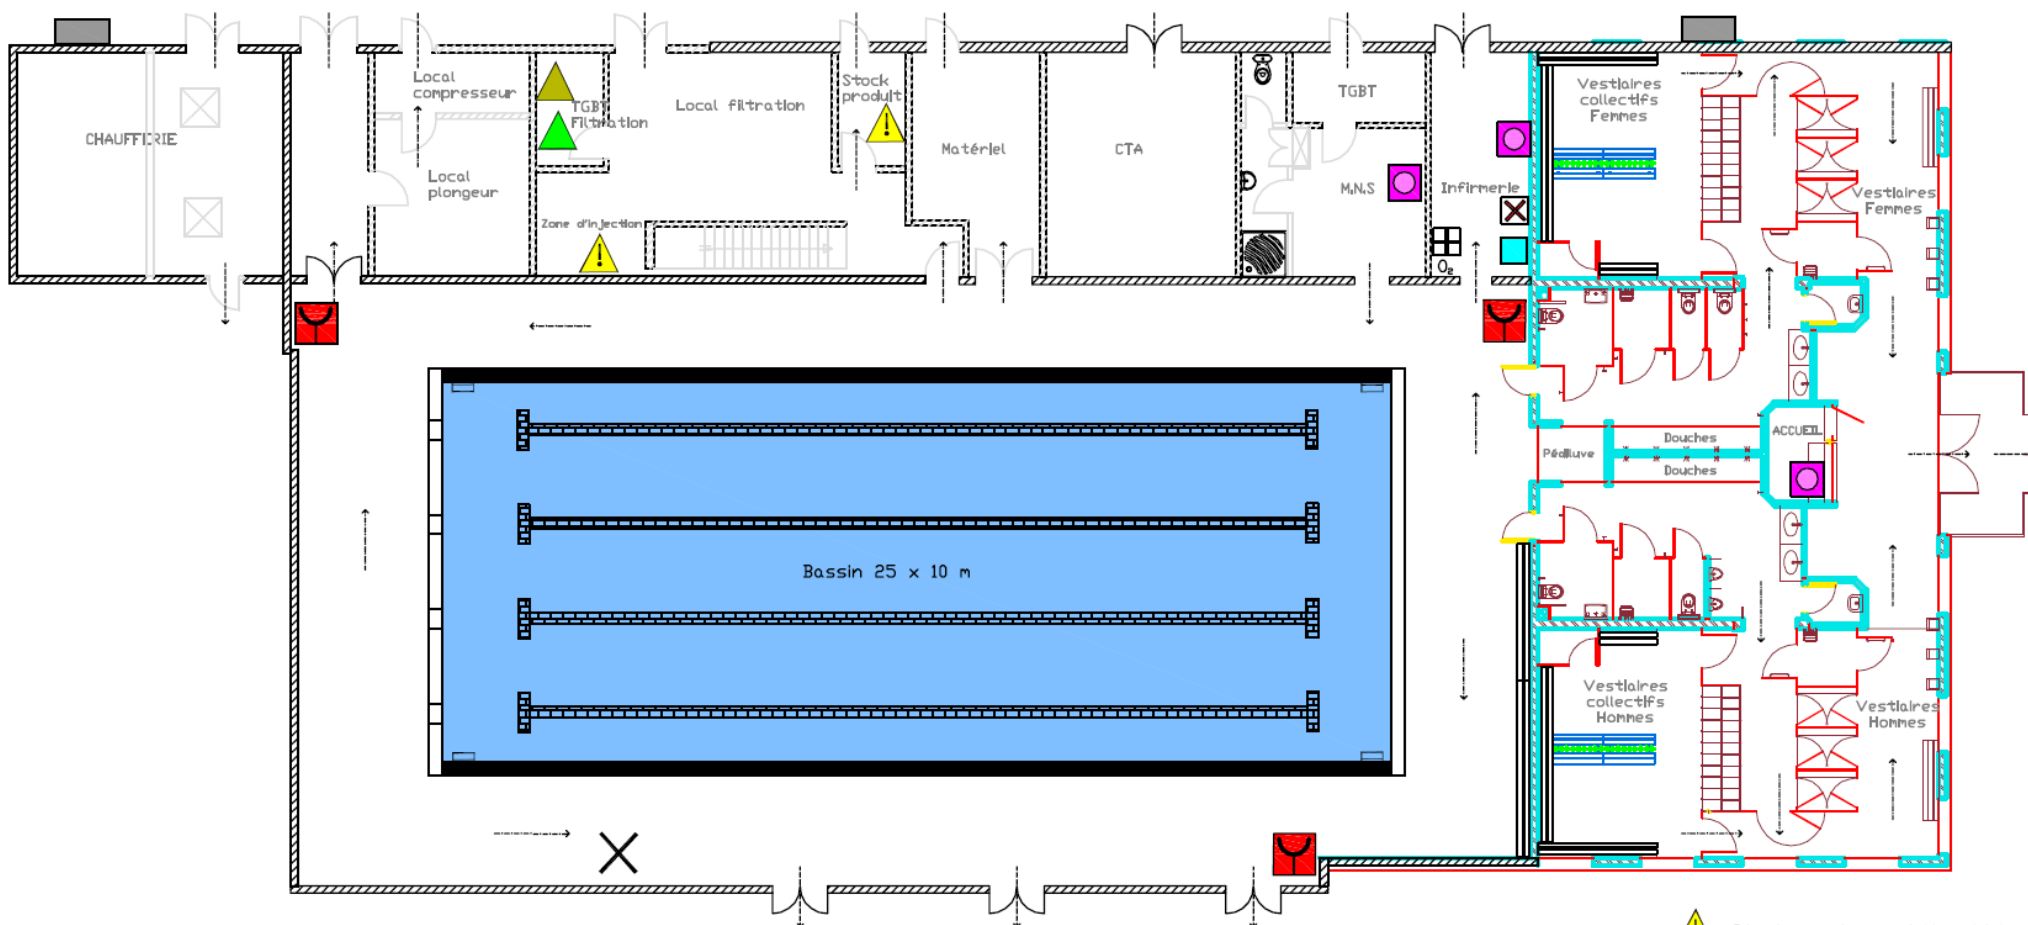 Local
compresseur
TGBT
Filtration
Local filtration
Stock
produit
TGBT
Vestiaires
collectifs
Femmes
CHAUFFERIE
Local
plongeur
Matériel
CTA
M.N.S
Infirmerie
Vestiaires
Femmes
Zone d'injection
O2
Pédiluve
Douches
Douches
ACCUEIL
Bassin 25 x 10 m
Vestiaires
collectifs
Hommes
Vestiaires
Hommes